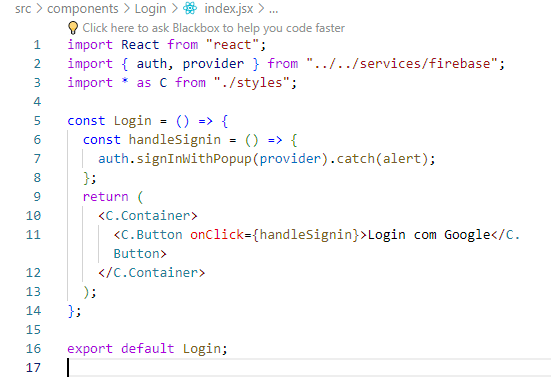 src > components > Login > index.jsx > ...
Click here to ask Blackbox to help you code faster
1 import React from "react";
2 import { auth, provider } from "../../services/firebase";
3 import * as C from "./styles";
4
5 const Login = () => {
6   const handleSignin = () => {
7     auth.signInWithPopup(provider).catch(alert);
8   };
9   return (
10     <C.Container>
11       <C.Button onClick={handleSignin}>Login com Google</C.
Button>
12     </C.Container>
13   );
14 };
15
16 export default Login;
17